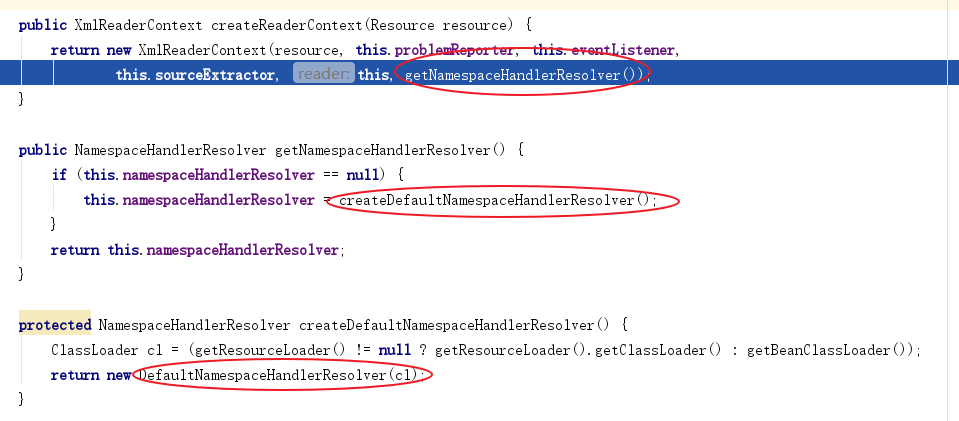 public XmlReaderContext createReaderContext(Resource resource) {
return new XmlReaderContext(resource, this.problemReporter, this.eventListener,
this.sourceExtractor, reader: this, getNamespaceHandlerResolver());
}
public NamespaceHandlerResolver getNamespaceHandlerResolver() {
if (this.namespaceHandlerResolver == null) {
this.namespaceHandlerResolver = createDefaultNamespaceHandlerResolver();
}
return this.namespaceHandlerResolver;
}
protected NamespaceHandlerResolver createDefaultNamespaceHandlerResolver() {
ClassLoader cl = (getResourceLoader() != null ? getResourceLoader().getClassLoader() : getBeanClassLoader());
return new DefaultNamespaceHandlerResolver(cl);
}